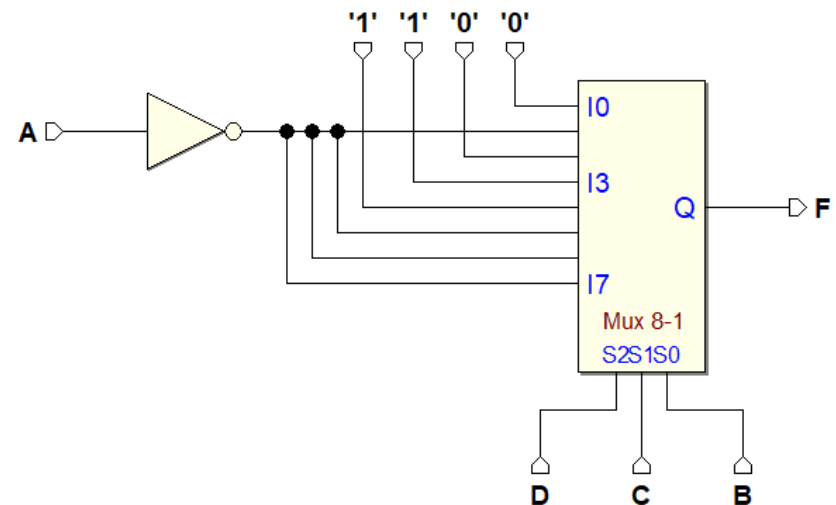 '1' '1' '0' '0'
I0
A
I3
Q
F
I7
Mux 8-1
S2S1S0
D C B